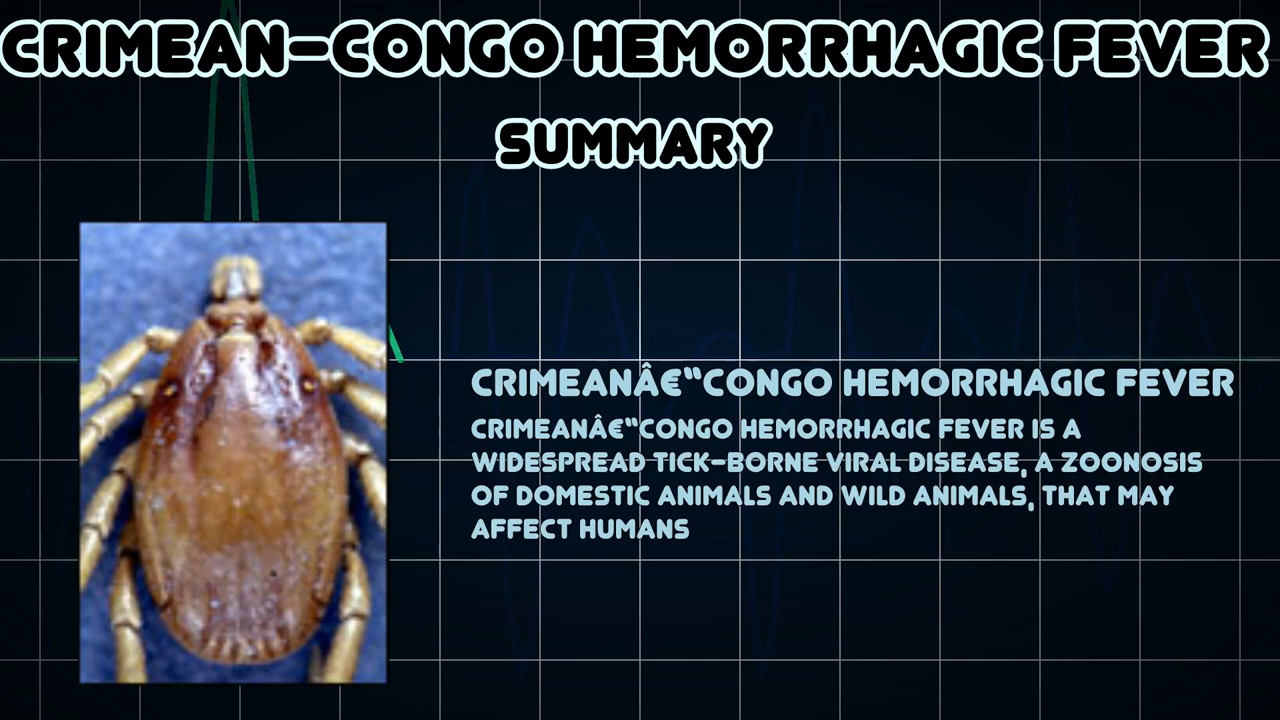 CRIMEAN–CONGO HEMORRHAGIC FEVER
SUMMARY
CRIMEANÂ€“CONGO HEMORRHAGIC FEVER
CRIMEANÂ€“CONGO HEMORRHAGIC FEVER IS A
WIDESPREAD TICK-BORNE VIRAL DISEASE, A ZOONOSIS
OF DOMESTIC ANIMALS AND WILD ANIMALS, THAT MAY
AFFECT HUMANS